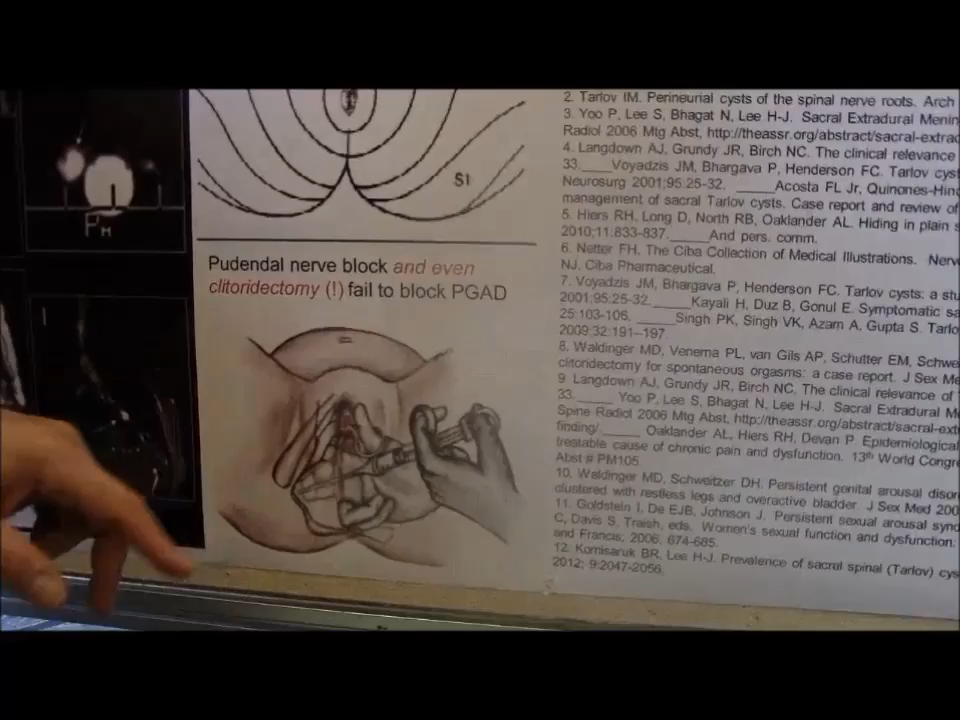 S1
Pudendal nerve block and even
clitoridectomy (!) fail to block PGAD
2. Tarlov IM. Perineurial cysts of the spinal nerve roots. Arch
3. Yoo P, Lee S, Bhagat N, Lee H-J. Sacral Extradural Menin
Radiol 2006 Mtg Abst, http://theassr.org/abstract/sacral-extrad
4. Langdown AJ, Grundy JR, Birch NC. The clinical relevance
33.____Voyadzis JM, Bhargava P, Henderson FC. Tarlov cys
Neurosurg 2001;95:25-32. _____Acosta FL Jr, Quinones-Hino
management of sacral Tarlov cysts. Case report and review of
5. Hiers RH, Long D, North RB, Oaklander AL. Hiding in plain s
2010;11:833-837._____And pers. comm.
6. Netter FH. The Ciba Collection of Medical Illustrations. Nerv
NJ. Ciba Pharmaceutical.
7. Voyadzis JM, Bhargava P, Henderson FC. Tarlov cysts: a stu
2001;95:25-32._____Kayali H, Duz B, Gonul E. Symptomatic sa
25:103-106. _____Singh PK, Singh VK, Azam A, Gupta S. Tarlo
2009:32:191-197.
8. Waldinger MD, Venema PL, van Gils AP, Schutter EM, Schwe
clitoridectomy for spontaneous orgasms: a case report. J Sex Me
9 Langdown AJ, Grundy JR, Birch NC. The clinical relevance of
33._____ Yoo P, Lee S, Bhagat N, Lee H-J. Sacral Extradural M
Spine Radiol 2006 Mtg Abst, http://theassr.org/abstract/sacral-ext
finding/._____ Oaklander AL, Hiers RH, Devan P. Epidemiological
treatable cause of chronic pain and dysfunction. 13th World Congre
Abst # PM105.
10. Waldinger MD, Schweitzer DH. Persistent genital arousal disor
clustered with restless legs and overactive bladder. J Sex Med 200
11. Goldstein I, De EJB, Johnson J. Persistent sexual arousal synd
C, Davis S, Traish, eds. Women's sexual function and dysfunction:
and Francis; 2006. 674-685.
12. Komisaruk BR, Lee H-J. Prevalence of sacral spinal (Tarlov) cys
2012; 9:2047-2056.